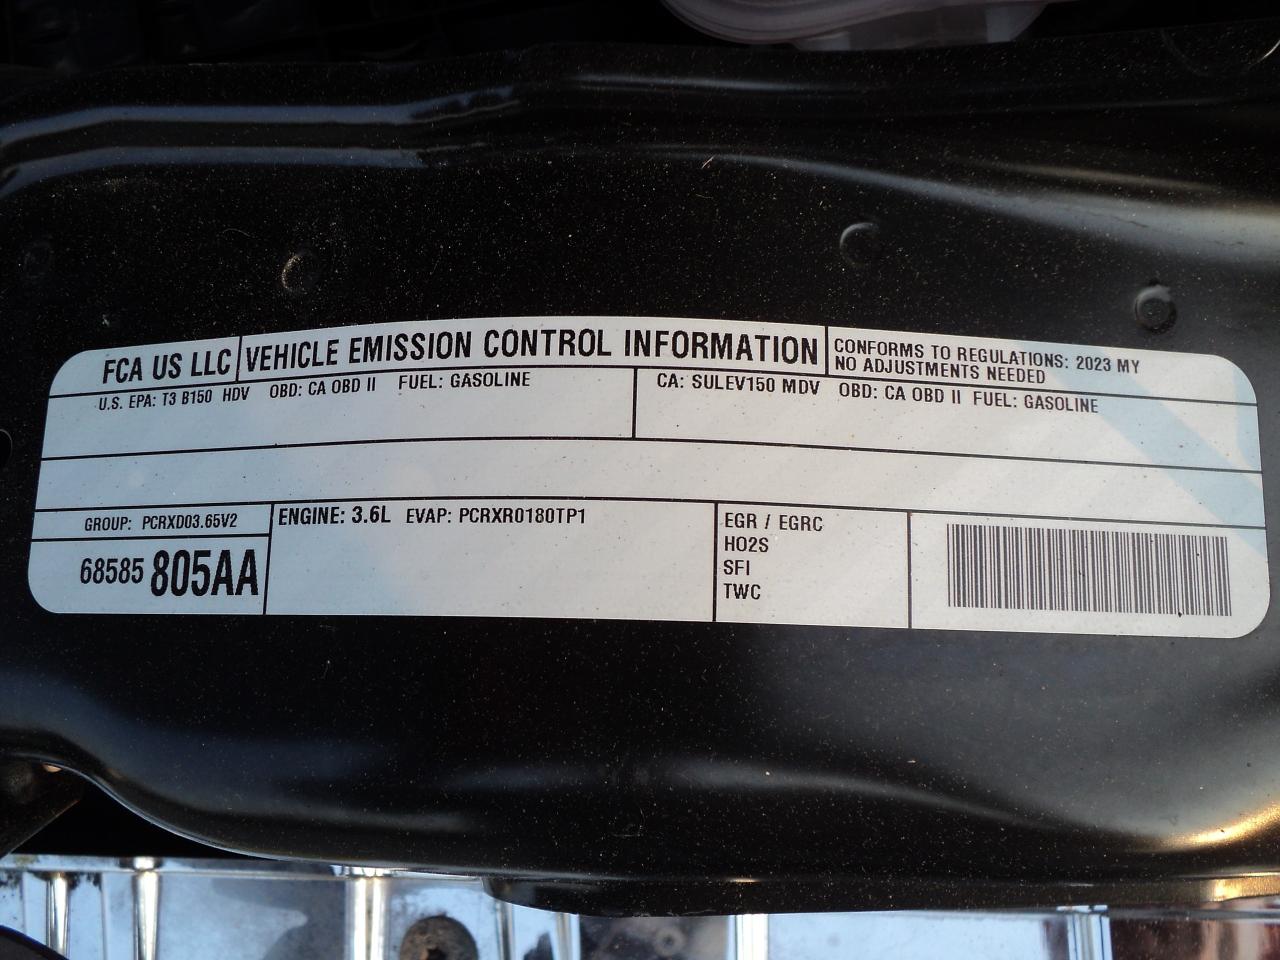 FCA US LLC
VEHICLE EMISSION CONTROL INFORMATION
CONFORMS TO REGULATIONS: 2023 MY
NO ADJUSTMENTS NEEDED
U.S. EPA: T3 B150 HDV OBD: CA OBD II FUEL: GASOLINE
CA: SULEV150 MDV OBD: CA OBD II FUEL: GASOLINE
GROUP: PCRXD03.65V2
68585 805AA
ENGINE: 3.6L EVAP: PCRXR0180TP1
EGR / EGRC
HO2S
SFI
TWC